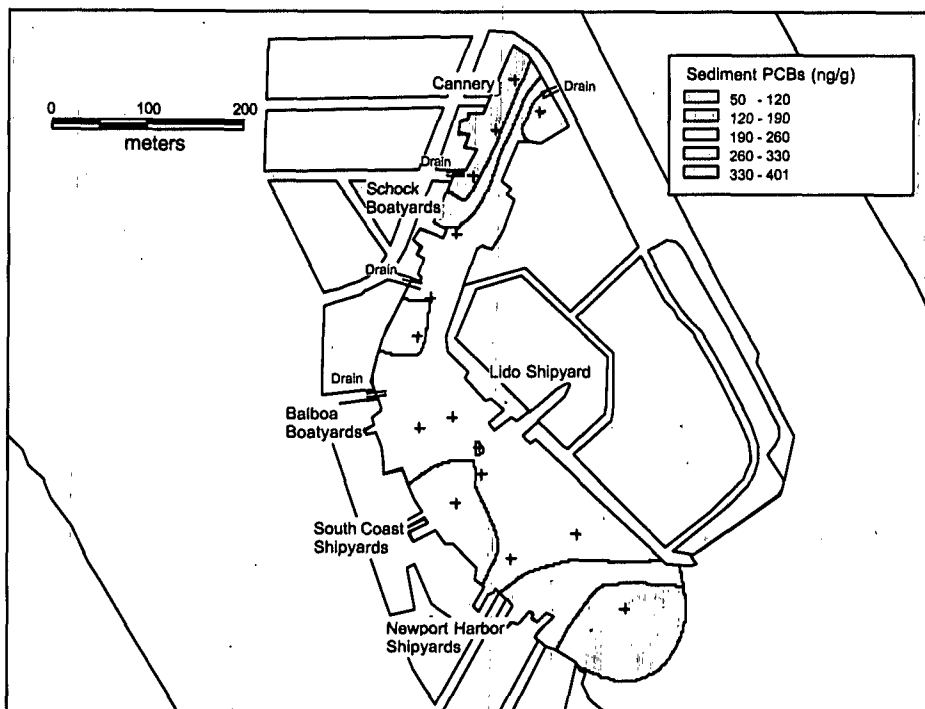 Sediment PCBs (ng/g)
50 - 120
120 - 190
190 - 260
260 - 330
330 - 401
0 100 200
meters
Cannery
Drain
Drain
Schock
Boatyards
Drain
Lido Shipyard
Drain
Balboa
Boatyards
South Coast
Shipyards
Newport Harbor
Shipyards